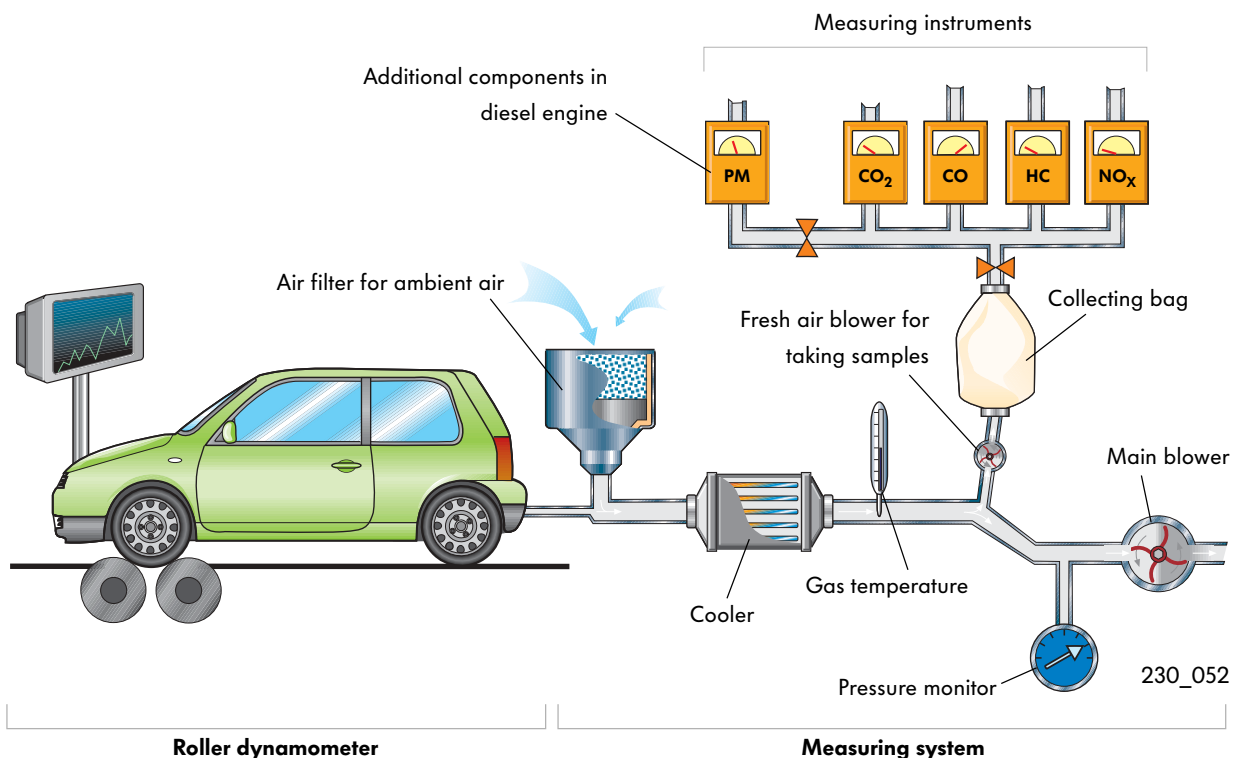 Measuring instruments
Additional components in
diesel engine
PM
CO₂
CO
HC
NOX
Air filter for ambient air
Fresh air blower for
taking samples
Collecting bag
Main blower
Gas temperature
Cooler
Pressure monitor
230_052
Roller dynamometer
Measuring system